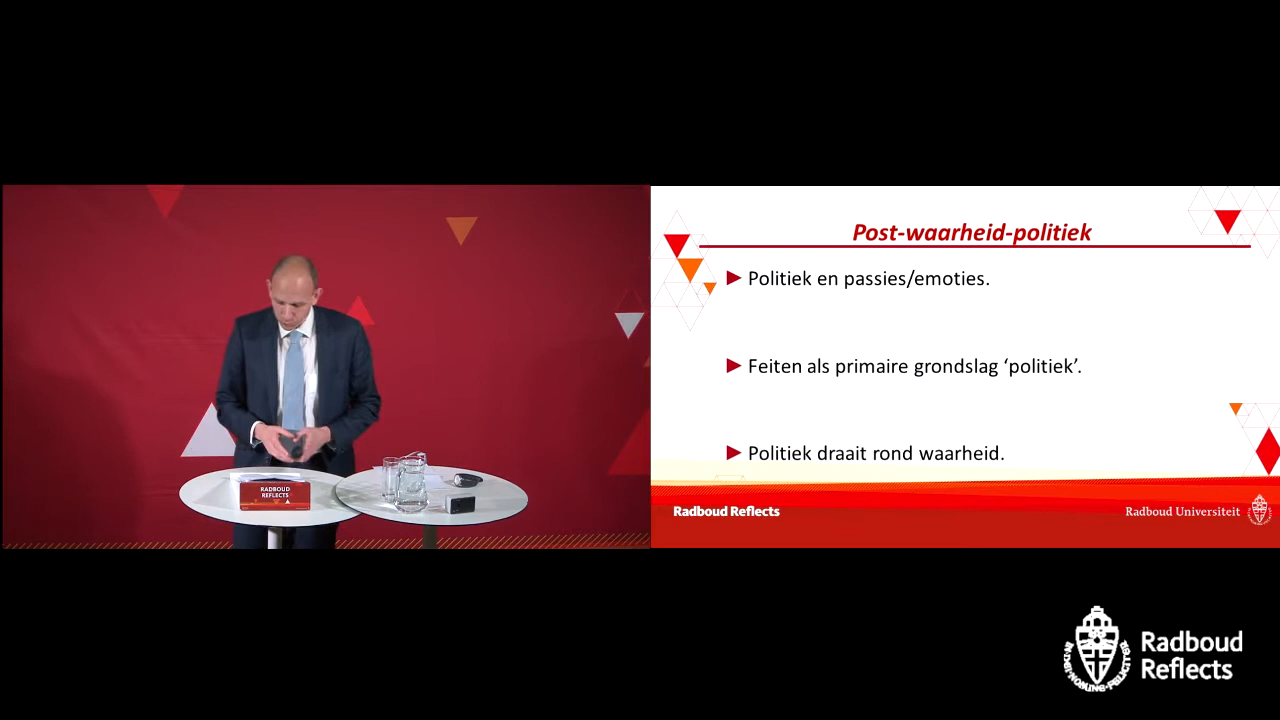 Post-waarheid-politiek
Politiek en passies/emoties.
Feiten als primaire grondslag ‘politiek’.
Politiek draait rond waarheid.
RADBOUD
REFLECTS
Radboud Reflects
Radboud Universiteit
Radboud
Reflects